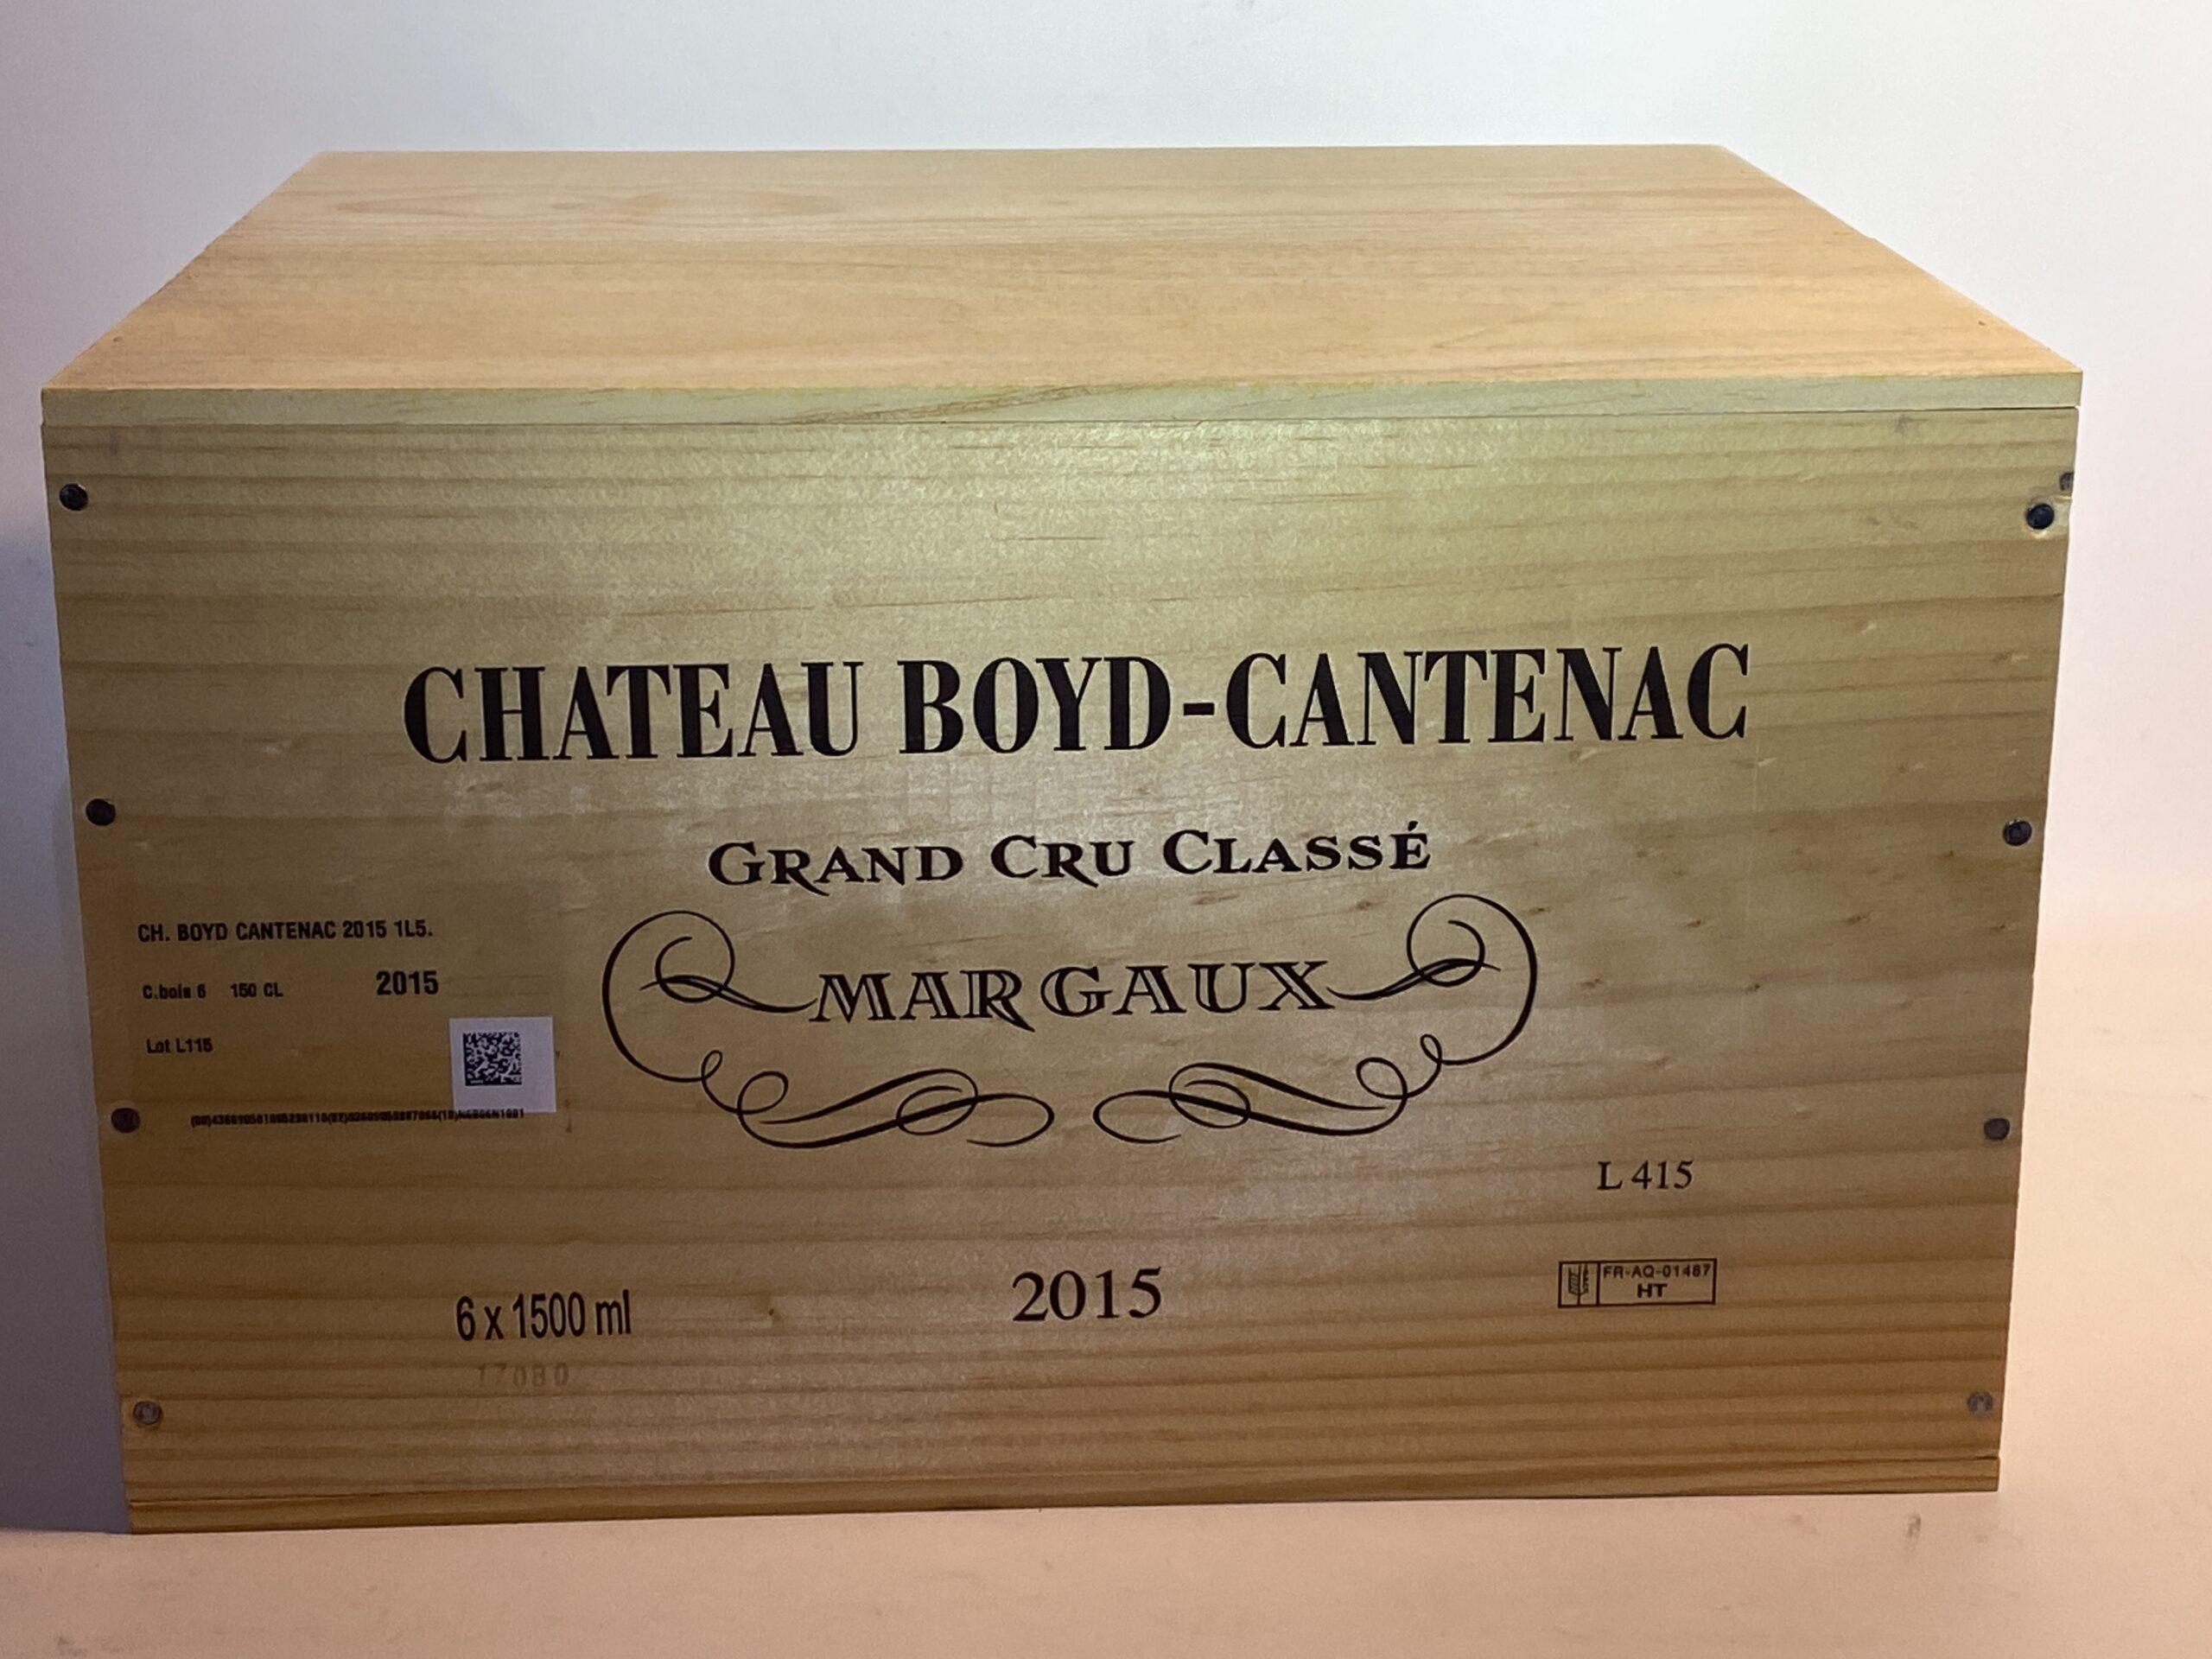 CHATEAU BOYD-CANTENAC
GRAND CRU CLASSÉ
MARGAUX
CH. BOYD CANTENAC 2015 1L5.
C.bois 6 150 CL 2015
Lot L115
L 415
FR-AQ-01487
HT
2015
6 x 1500 ml
17080